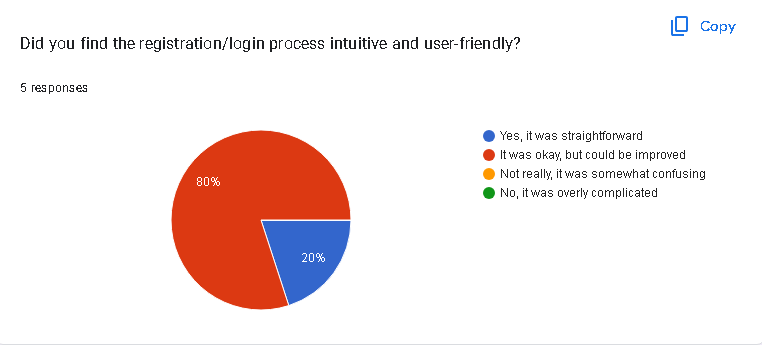 Copy
Did you find the registration/login process intuitive and user-friendly?
5 responses
Yes, it was straightforward
It was okay, but could be improved
Not really, it was somewhat confusing
No, it was overly complicated
80%
20%